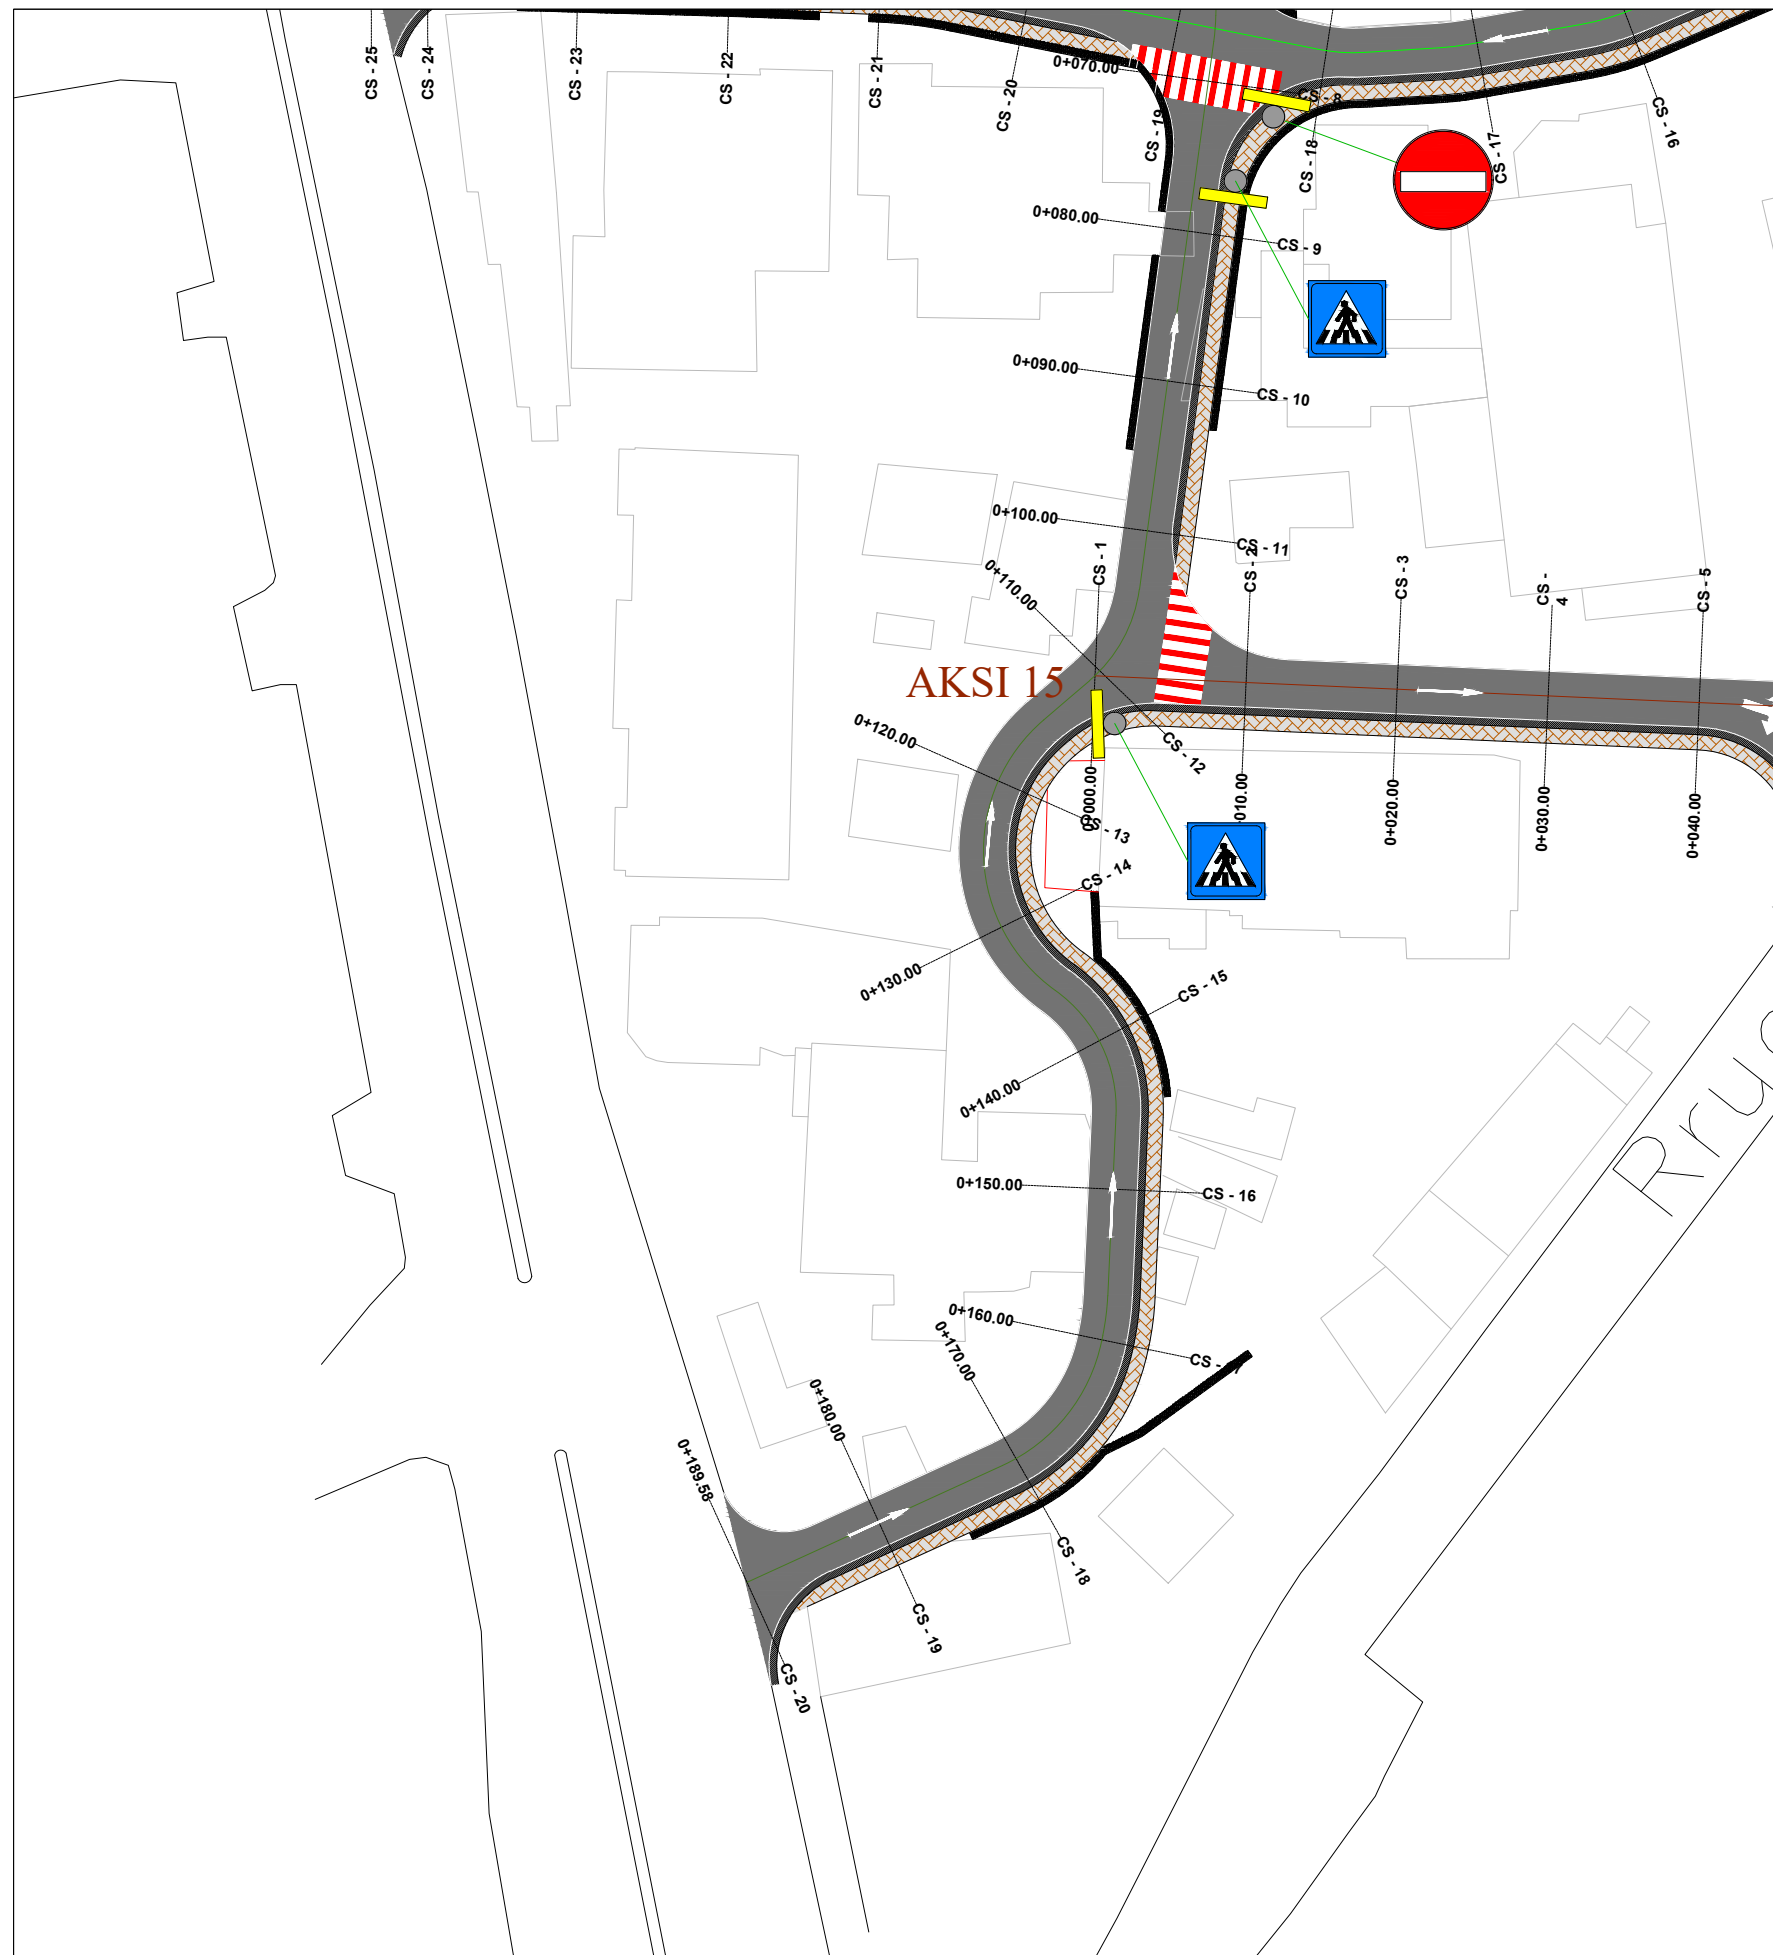 CS - 25
CS - 24
CS - 23
CS - 22
CS - 21
CS - 20
0+070.00
CS - 8
CS - 19
CS - 18
CS - 17
CS - 16
0+080.00
CS - 9
0+090.00
CS - 10
0+100.00
CS - 11
0+110.00
CS - 1
CS - 2
CS - 3
CS - 4
CS - 5
AKSI 15
0+120.00
CS - 12
0+000.00
010.00
0+020.00
0+030.00
0+040.00
CS - 13
CS - 14
0+130.00
CS - 15
0+140.00
0+150.00
CS - 16
0+160.00
CS -
0+170.00
0+180.00
0+189.58
CS - 18
CS - 19
CS - 20